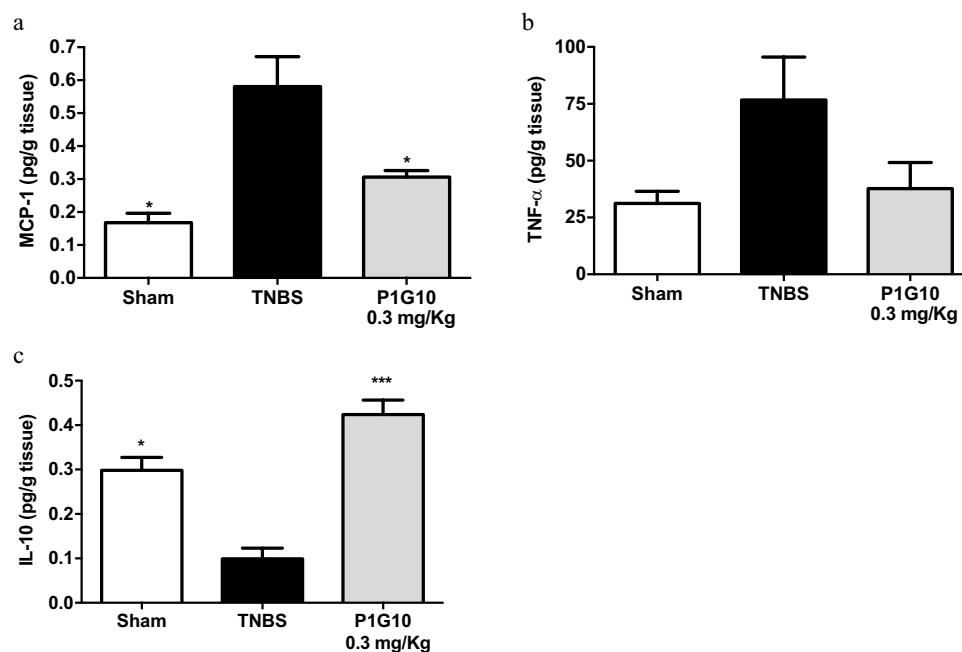 a
MCP-1 (pg/g tissue)
0.7
0.6
0.5
0.4
0.3
0.2
0.1
0.0
*
*
Sham
TNBS
P1G10
0.3 mg/Kg
b
TNF-α (pg/g tissue)
100
75
50
25
0
Sham
TNBS
P1G10
0.3 mg/Kg
c
IL-10 (pg/g tissue)
0.5
0.4
0.3
0.2
0.1
0.0
*
***
Sham
TNBS
P1G10
0.3 mg/Kg